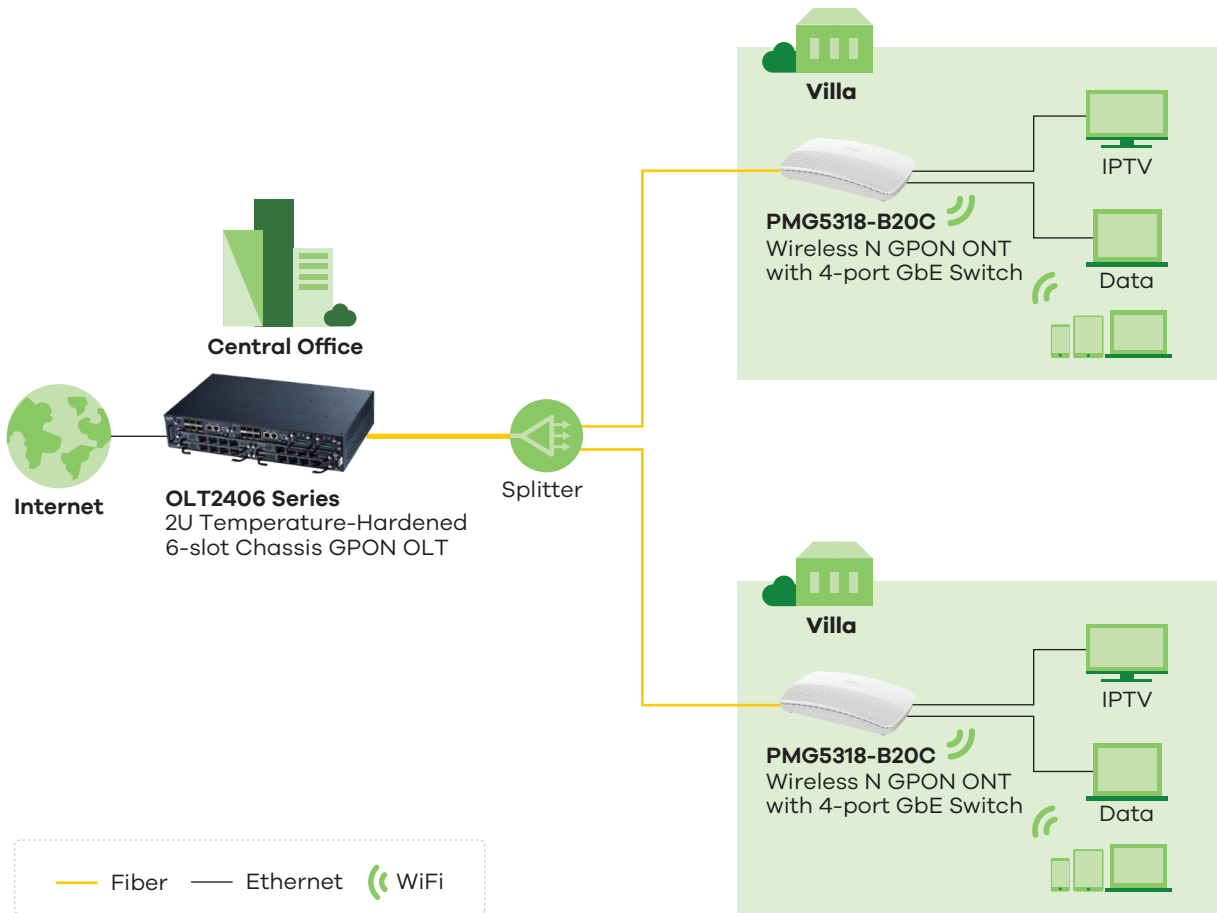 Villa
IPTV
PMG5318-B20C
Wireless N GPON ONT
with 4-port GbE Switch
Data
Central Office
Internet
OLT2406 Series
2U Temperature-Hardened
6-slot Chassis GPON OLT
Splitter
Villa
IPTV
PMG5318-B20C
Wireless N GPON ONT
with 4-port GbE Switch
Data
Fiber
Ethernet
WiFi